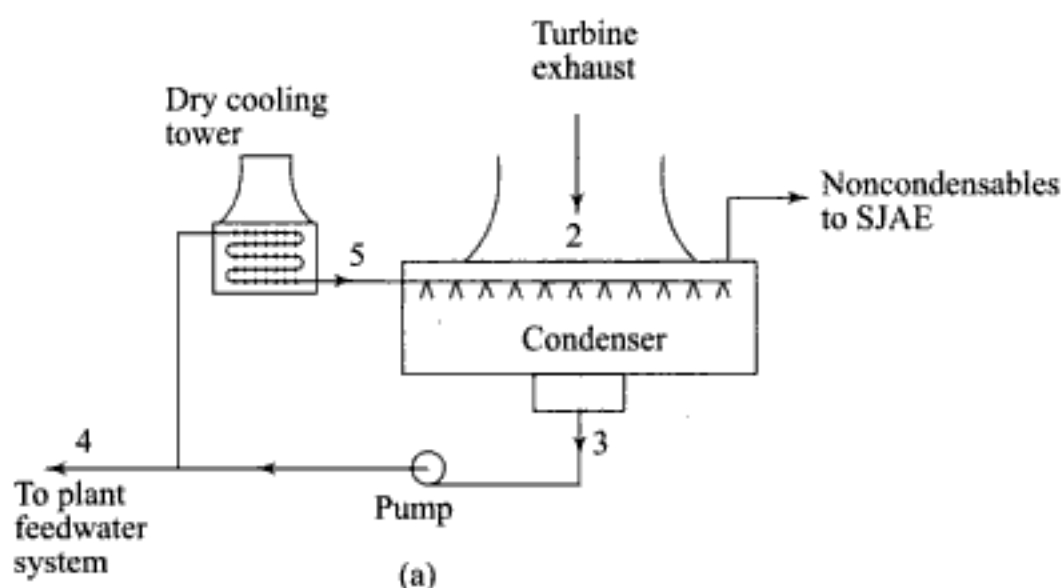 Turbine
exhaust
Dry cooling
tower
Noncondensables
to SJAE
2
5
Condenser
3
4
To plant
feedwater
system
Pump
(a)